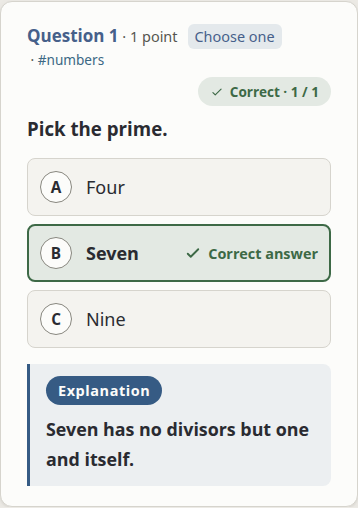 Question 1 · 1 point Choose one
· #numbers
✓ Correct · 1 / 1
Pick the prime.
A Four
B Seven ✓ Correct answer
C Nine
Explanation
Seven has no divisors but one
and itself.